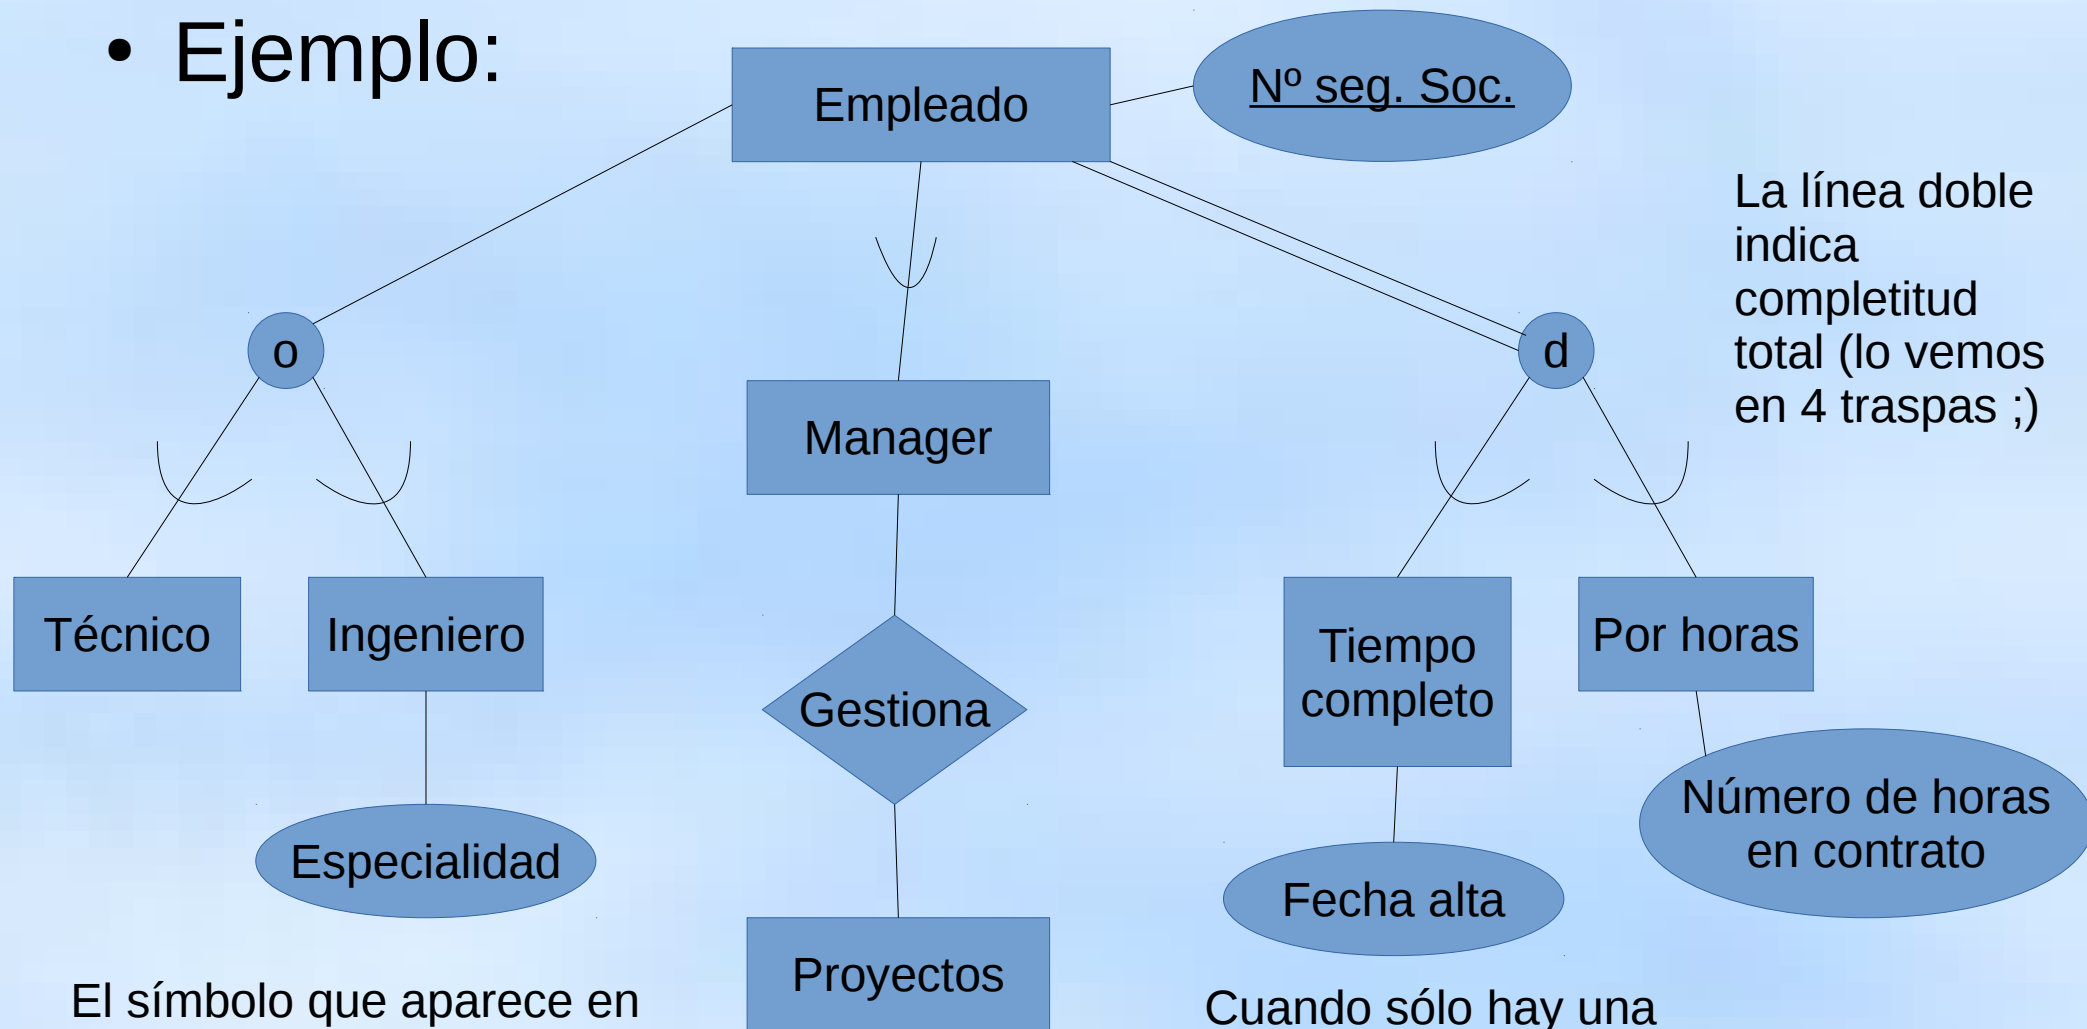 • Ejemplo:
Empleado
Nº seg. Soc.
La línea doble
indica
completitud
total (lo vemos
en 4 traspas ;)
o
d
Manager
Técnico
Ingeniero
Tiempo
completo
Por horas
Gestiona
Número de horas
en contrato
Especialidad
Fecha alta
Proyectos
El símbolo que aparece en
Cuando sólo hay una